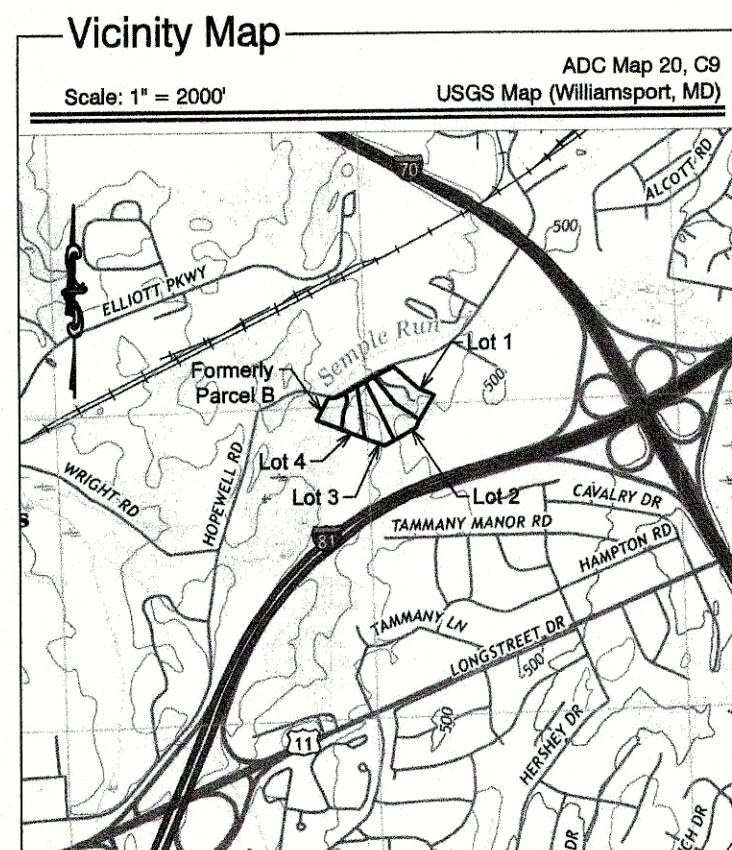 Vicinity Map
ADC Map 20, C9
Scale: 1" = 2000'
USGS Map (Williamsport, MD)
70
ALCOTT RD
500
ELLIOTT PKWY
Semple Run
Lot 1
Formerly
Parcel B
500
Lot 4
WRIGHT RD
HOPEWELL RD
Lot 3
Lot 2
CAVALRY DR
TAMMANY MANOR RD
81
HAMPTON RD
TAMMANY LN
LONGSTREET DR
500
500
11
HERSHEY DR
DR
CH DR